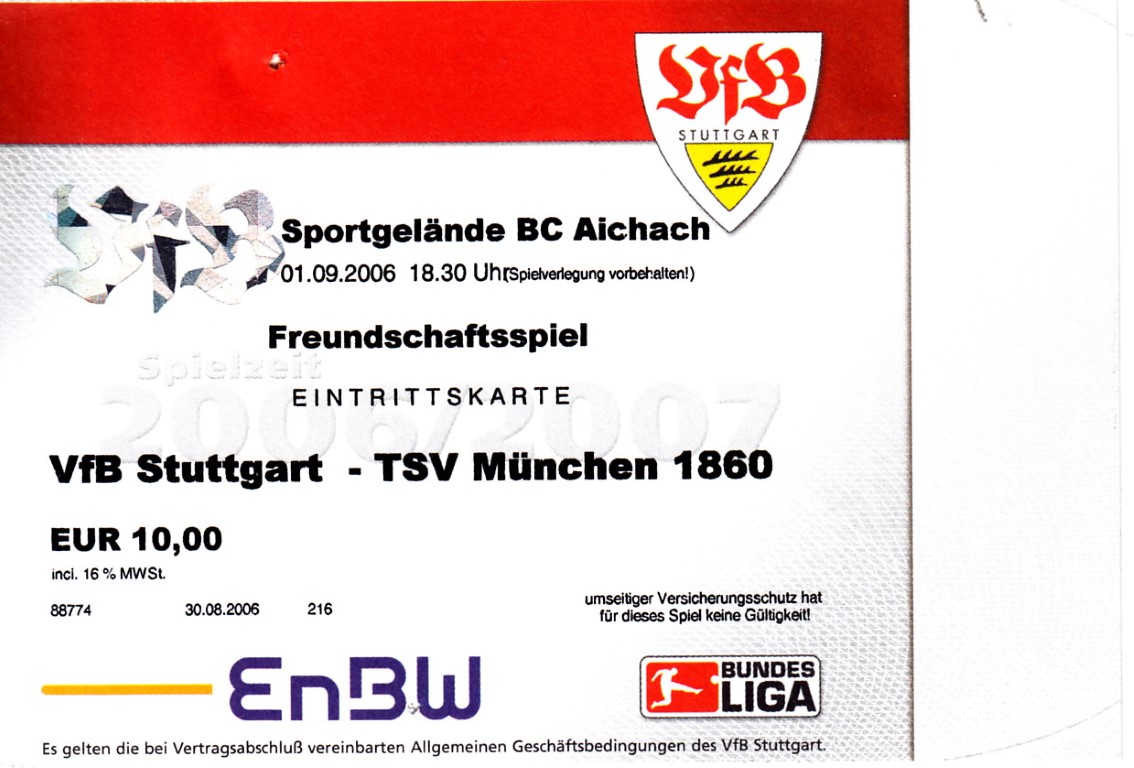 VfB
STUTTGART
VfB
Sportgelände BC Aichach
01.09.2006 18.30 Uhr(Spielverlegung vorbehalten!)
Freundschaftsspiel
Spielzeit
2006/2007
EINTRITTSKARTE
VfB Stuttgart - TSV München 1860
EUR 10,00
incl. 16 % MWSt.
88774 30.08.2006 216
umseitiger Versicherungsschutz hat
für dieses Spiel keine Gültigkeit!
EnBW
BUNDES
LIGA
Es gelten die bei Vertragsabschluß vereinbarten Allgemeinen Geschäftsbedingungen des VfB Stuttgart.